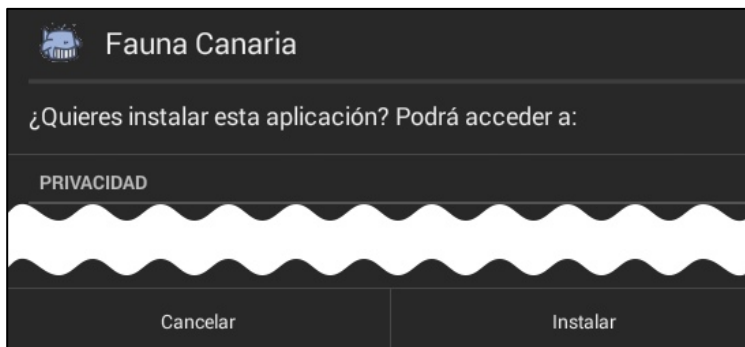 Fauna Canaria
¿Quieres instalar esta aplicación? Podrá acceder a:
PRIVACIDAD
Cancelar
Instalar